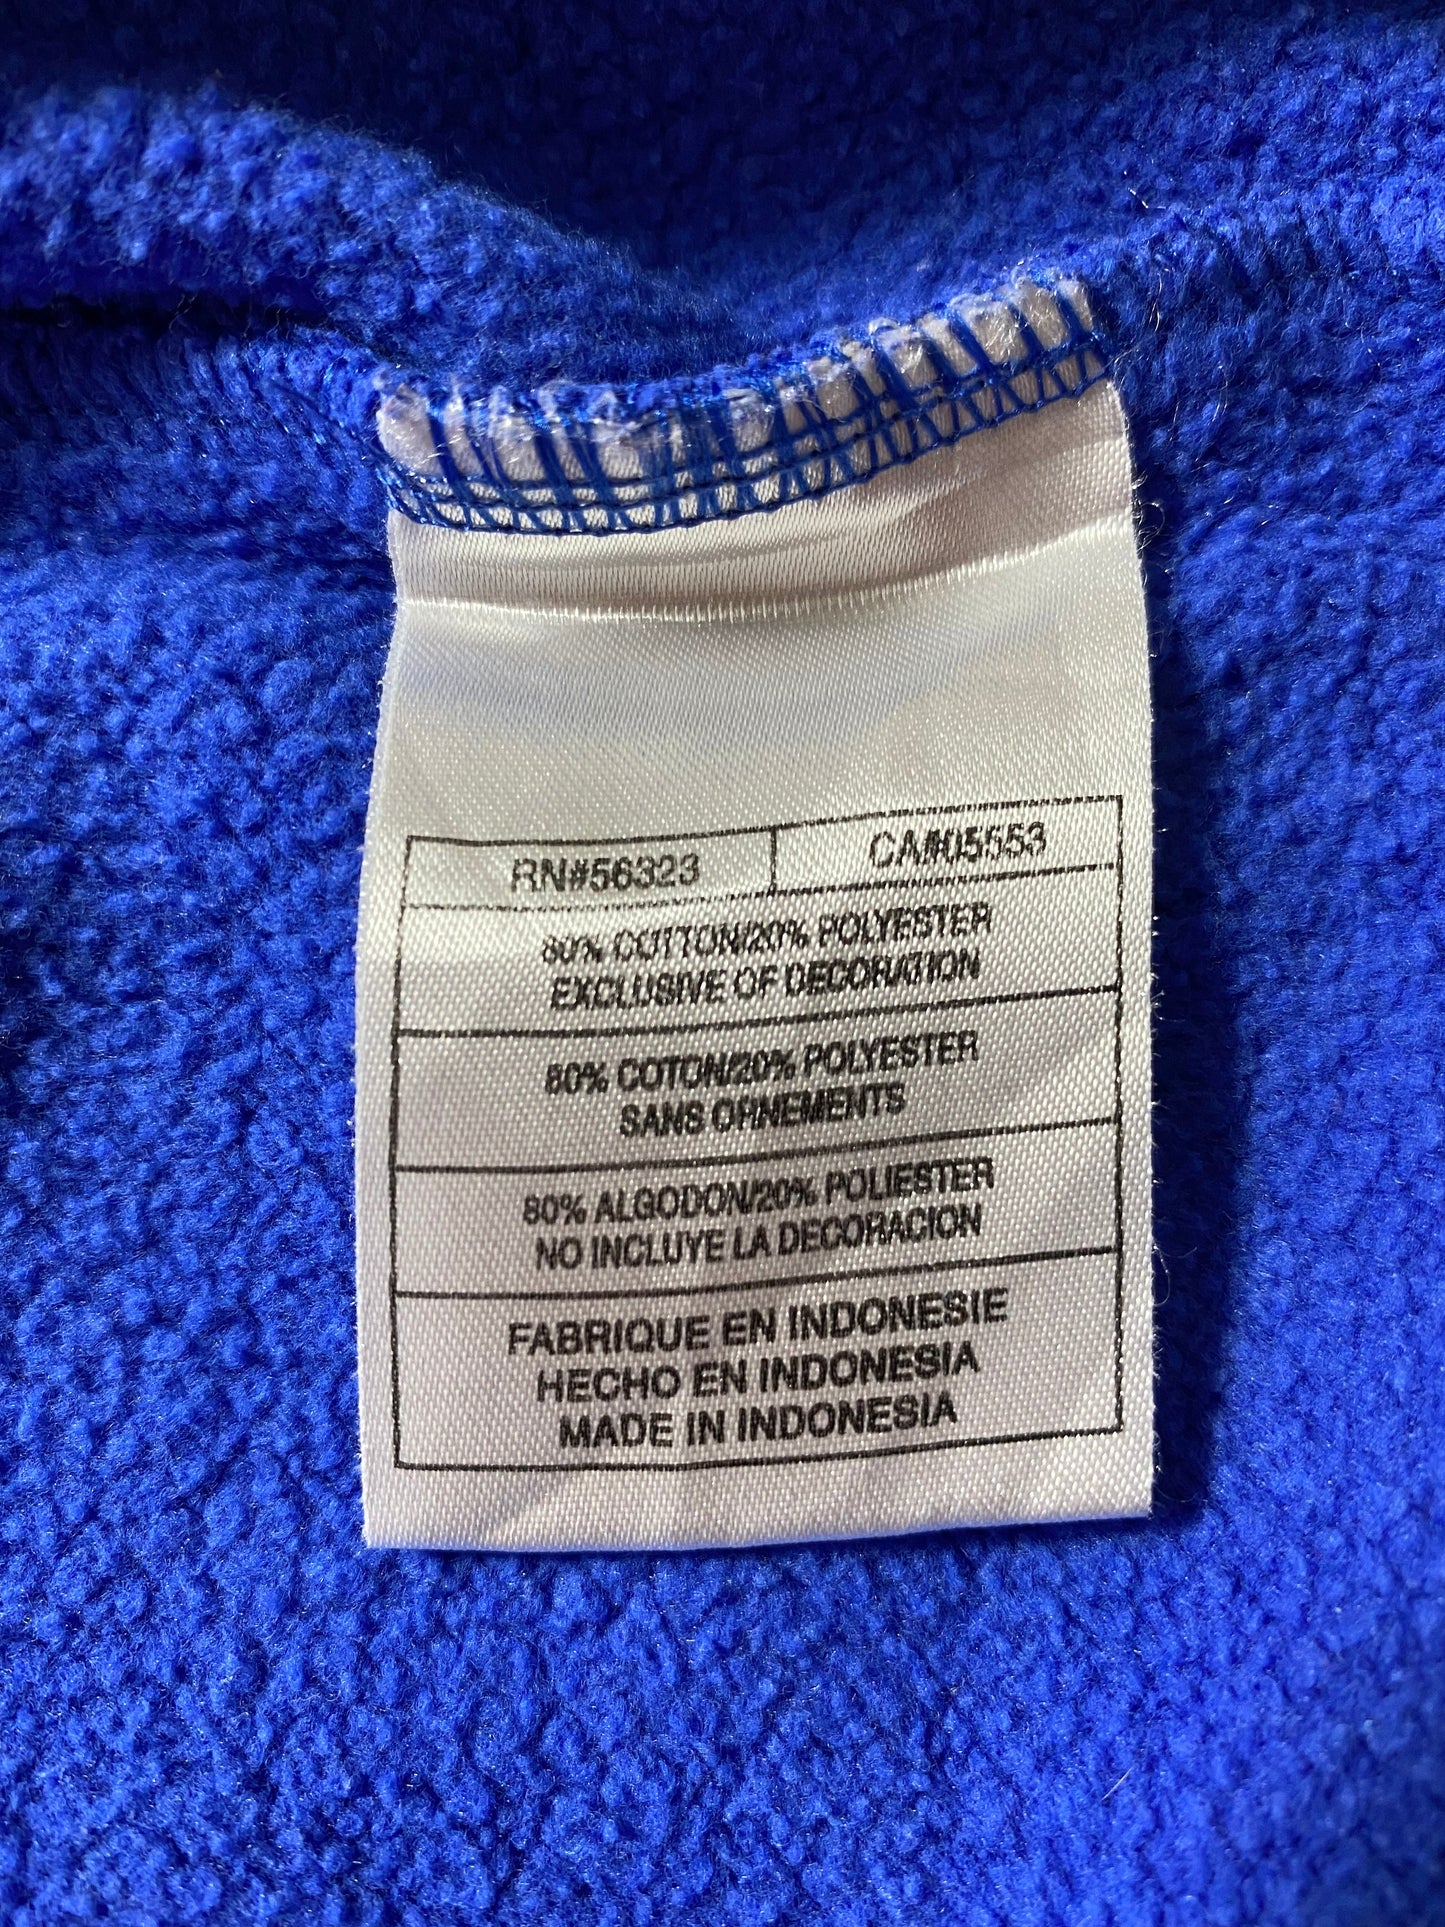 RN#56323 CA#05553
80% COTTON/20% POLYESTER
EXCLUSIVE OF DECORATION
80% COTON/20% POLYESTER
SANS ORNEMENTS
80% ALGODON/20% POLIESTER
NO INCLUYE LA DECORACION
FABRIQUE EN INDONESIE
HECHO EN INDONESIA
MADE IN INDONESIA